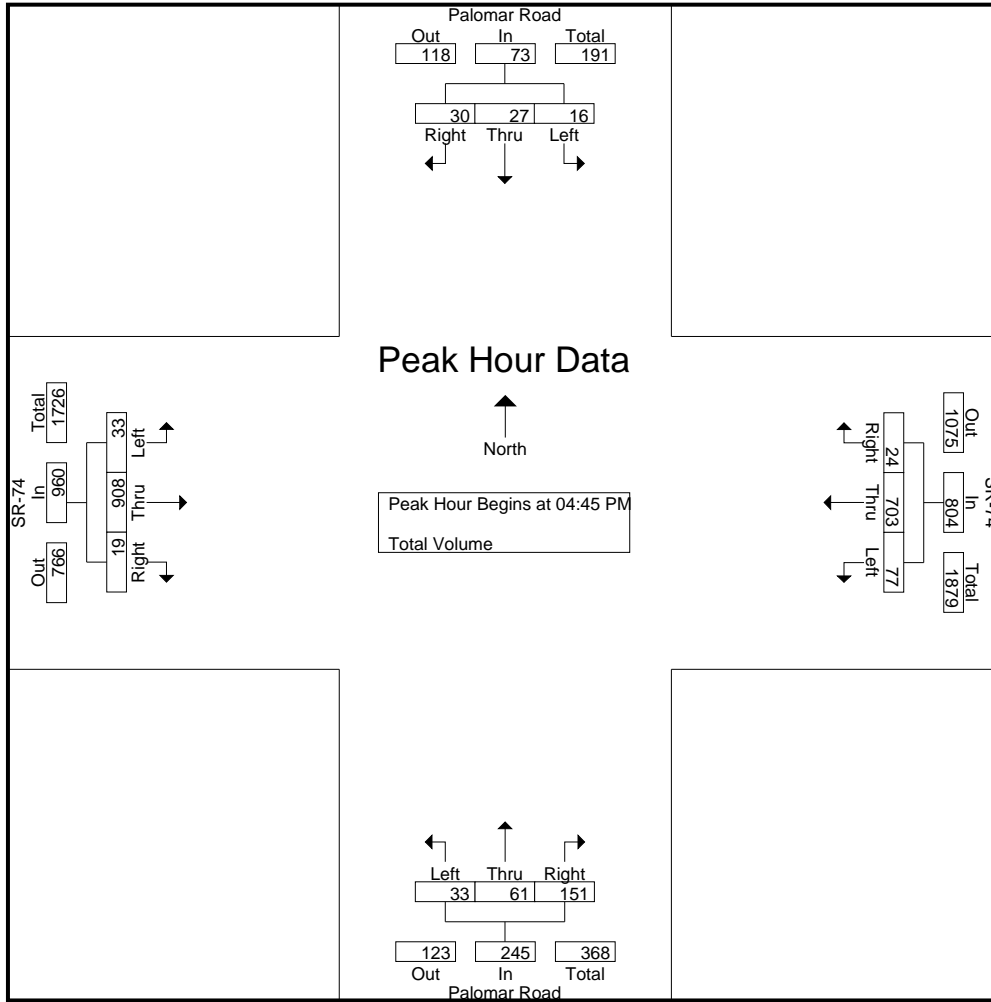 Palomar Road
Out In Total
118 73 191
30 27 16
Right Thru Left
Peak Hour Data
North
Peak Hour Begins at 04:45 PM
Total Volume
SR-74
Total In Out
1726 960 766
33 908 19
Left Thru Right
Right Thru Left
24 703 77
Out In Total
1075 804 1879
SR-74
Left Thru Right
33 61 151
123 245 368
Out In Total
Palomar Road